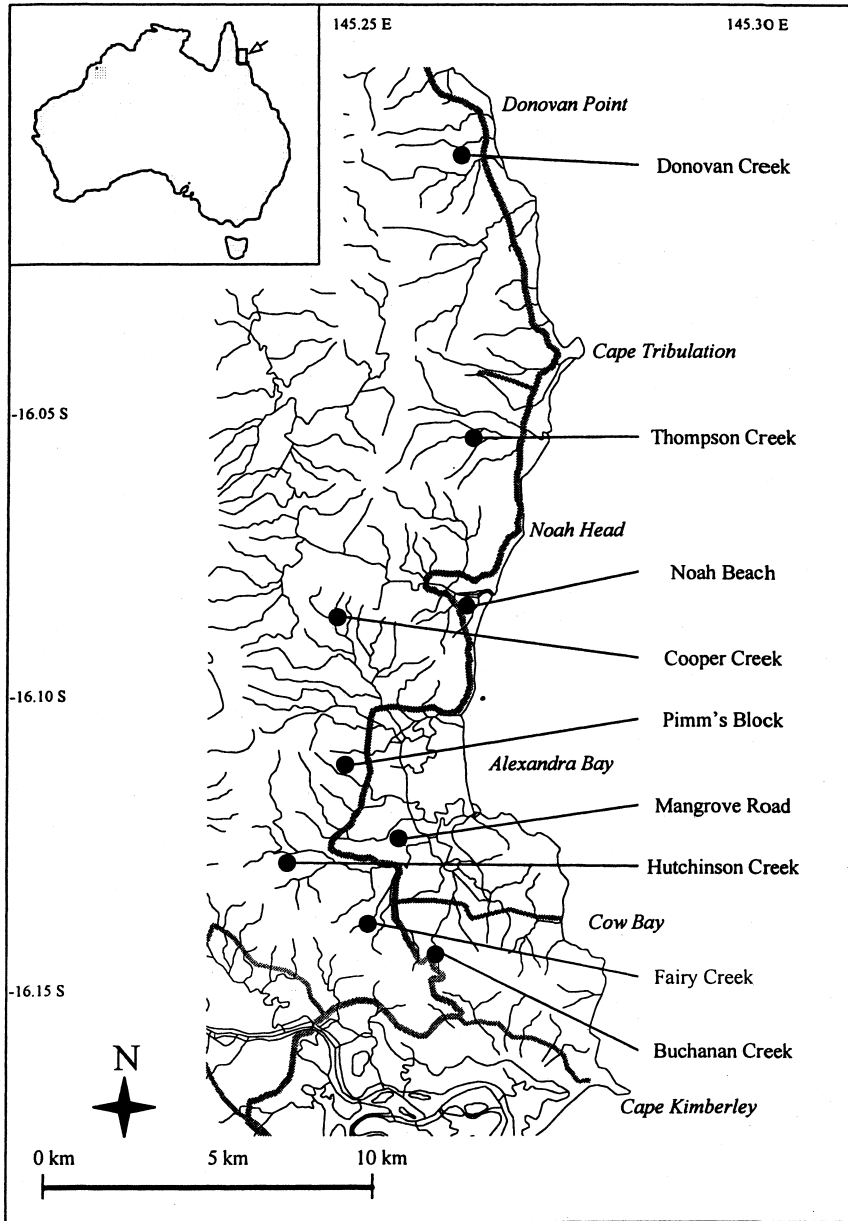 145.25 E
145.30 E
Donovan Point
Donovan Creek
Cape Tribulation
-16.05 S
Thompson Creek
Noah Head
Noah Beach
Cooper Creek
-16.10 S
Pimm's Block
Alexandra Bay
Mangrove Road
Hutchinson Creek
Cow Bay
Fairy Creek
-16.15 S
Buchanan Creek
N
Cape Kimberley
0 km
5 km
10 km